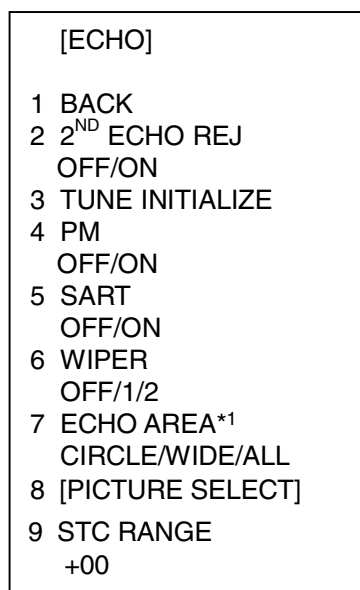 [ECHO]
1 BACK
2 2ND ECHO REJ
OFF/ON
3 TUNE INITIALIZE
4 PM
OFF/ON
5 SART
OFF/ON
6 WIPER
OFF/1/2
7 ECHO AREA*1
CIRCLE/WIDE/ALL
8 [PICTURE SELECT]
9 STC RANGE
+00